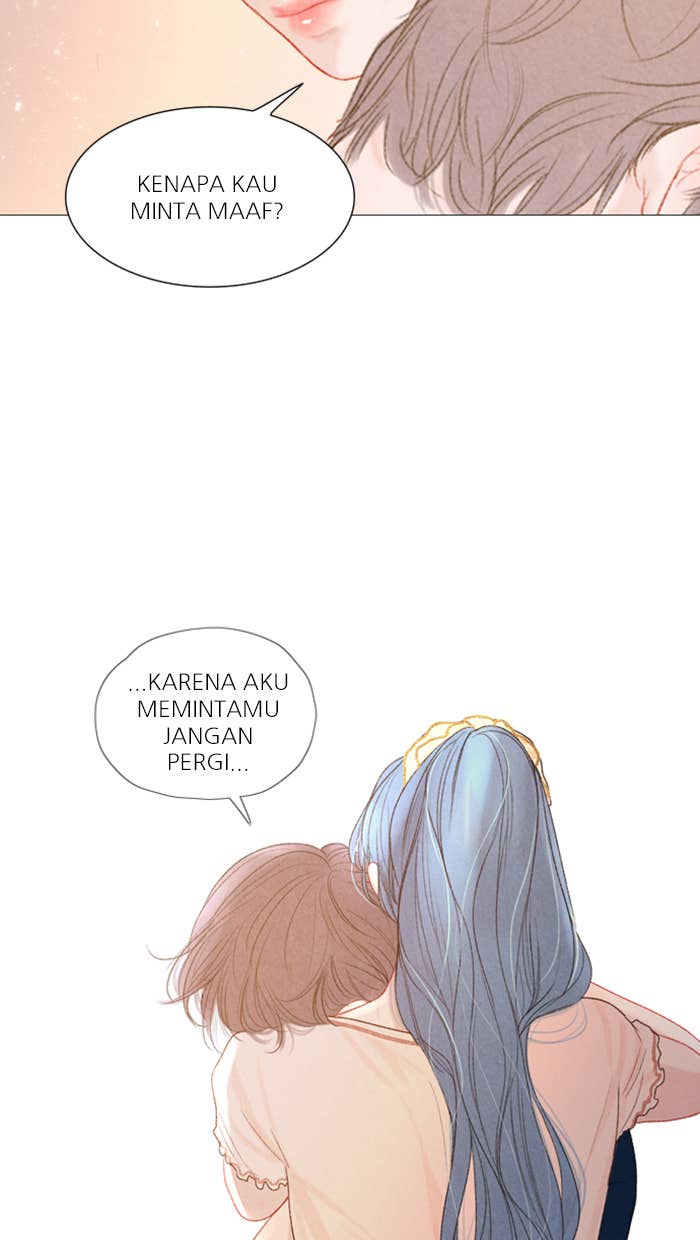 KENAPA KAU
MINTA MAAF?
...KARENA AKU
MEMINTAMU
JANGAN
PERGI...